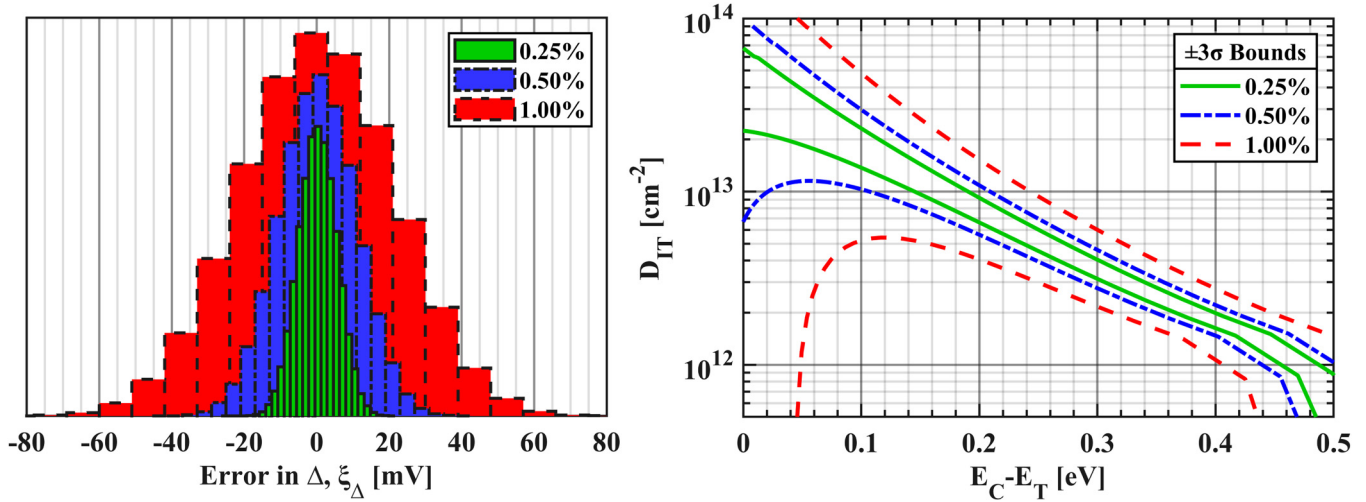 0.25%
0.50%
1.00%
-80 -60 -40 -20 0 20 40 60 80
Error in Δ, ξ_Δ [mV]
10^14
10^13
10^12
D_IT [cm^-2]
±3σ Bounds
0.25%
0.50%
1.00%
0 0.1 0.2 0.3 0.4 0.5
E_C-E_T [eV]